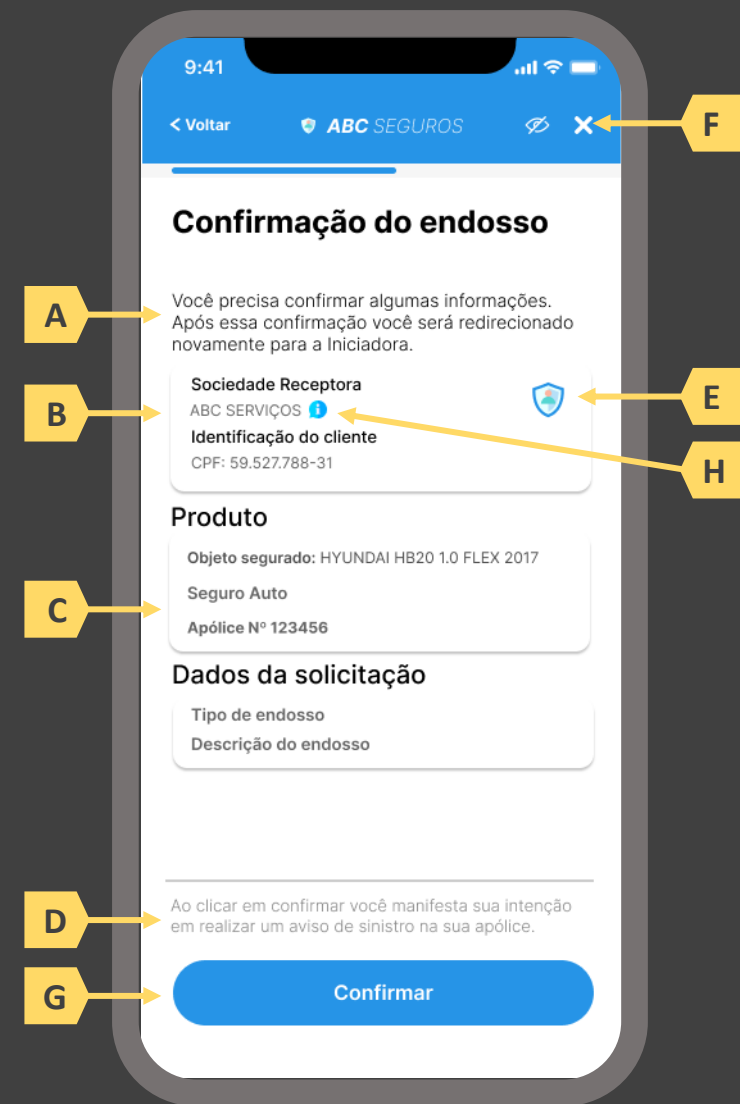 9:41
< Voltar
ABC SEGUROS
F
Confirmação do endosso
A
Você precisa confirmar algumas informações.
Após essa confirmação você será redirecionado
novamente para a Iniciadora.
B
Sociedade Receptora
ABC SERVIÇOS
Identificação do cliente
CPF: 59.527.788-31
E
H
Produto
C
Objeto segurado: HYUNDAI HB20 1.0 FLEX 2017
Seguro Auto
Apólice Nº 123456
Dados da solicitação
Tipo de endosso
Descrição do endosso
D
Ao clicar em confirmar você manifesta sua intenção
em realizar um aviso de sinistro na sua apólice.
G
Confirmar